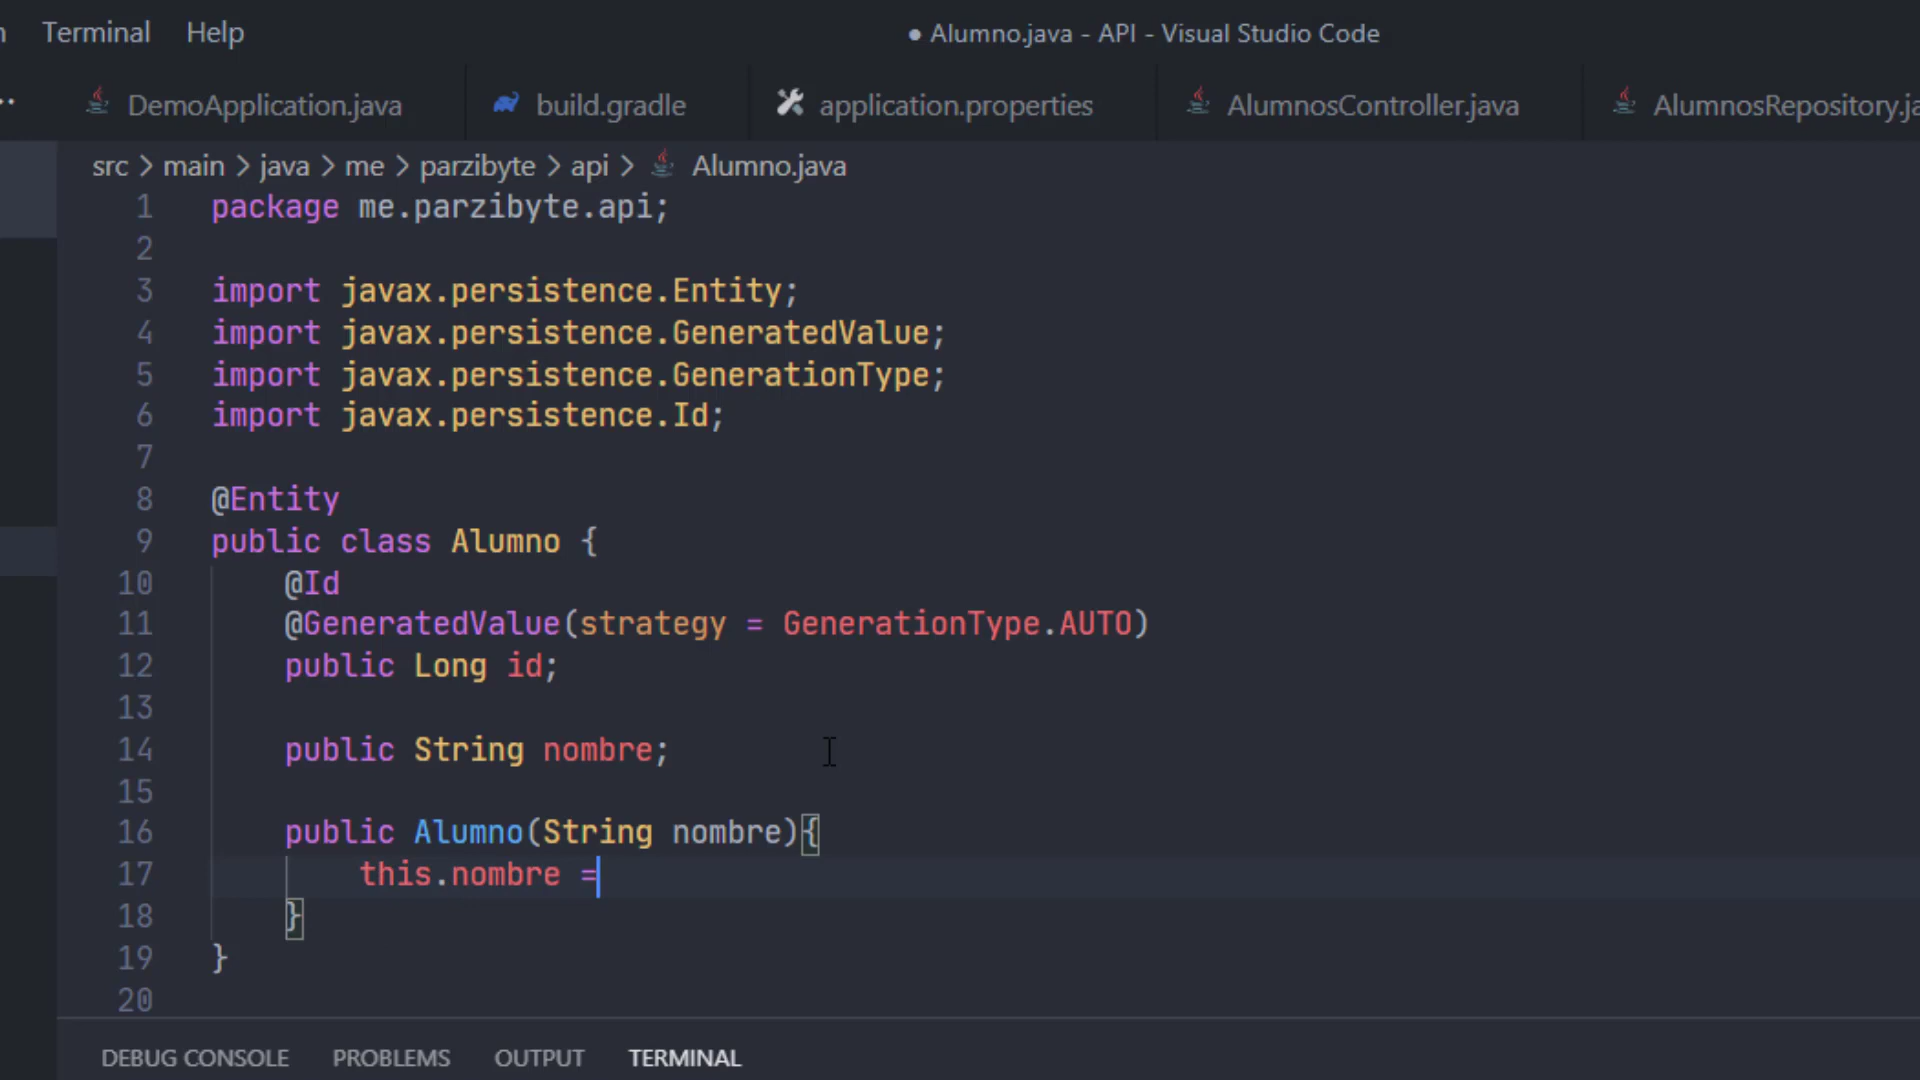 Terminal Help
● Alumno.java - API - Visual Studio Code
DemoApplication.java build.gradle application.properties AlumnosController.java
src > main > java > me > parzibyte > api > Alumno.java
1 package me.parzibyte.api;
2
3 import javax.persistence.Entity;
4 import javax.persistence.GeneratedValue;
5 import javax.persistence.GenerationType;
6 import javax.persistence.Id;
7
8 @Entity
9 public class Alumno {
10 @Id
11 @GeneratedValue(strategy = GenerationType.AUTO)
12 public Long id;
13
14 public String nombre;
15
16 public Alumno(String nombre){
17 this.nombre =
18 }
19 }
20
DEBUG CONSOLE PROBLEMS OUTPUT TERMINAL